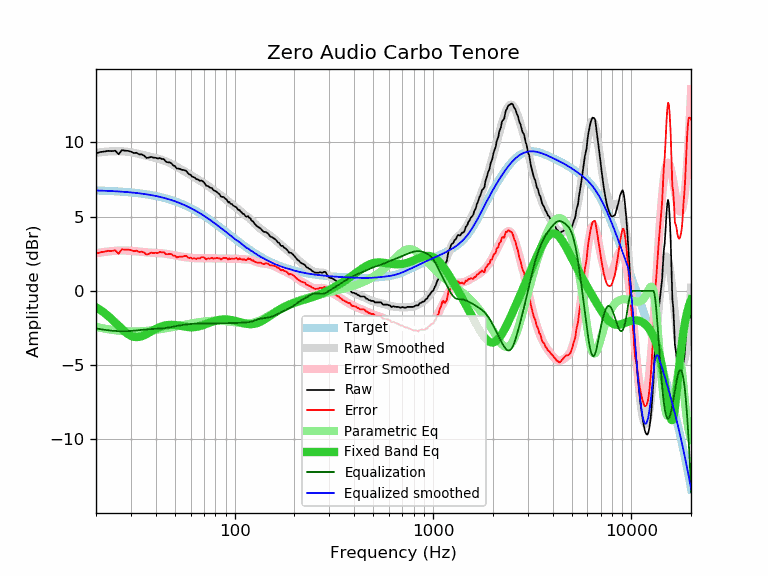 Zero Audio Carbo Tenore
Amplitude (dBr)
10
5
0
−5
−10
Target
Raw Smoothed
Error Smoothed
Raw
Error
Parametric Eq
Fixed Band Eq
Equalization
Equalized smoothed
100
1000
10000
Frequency (Hz)